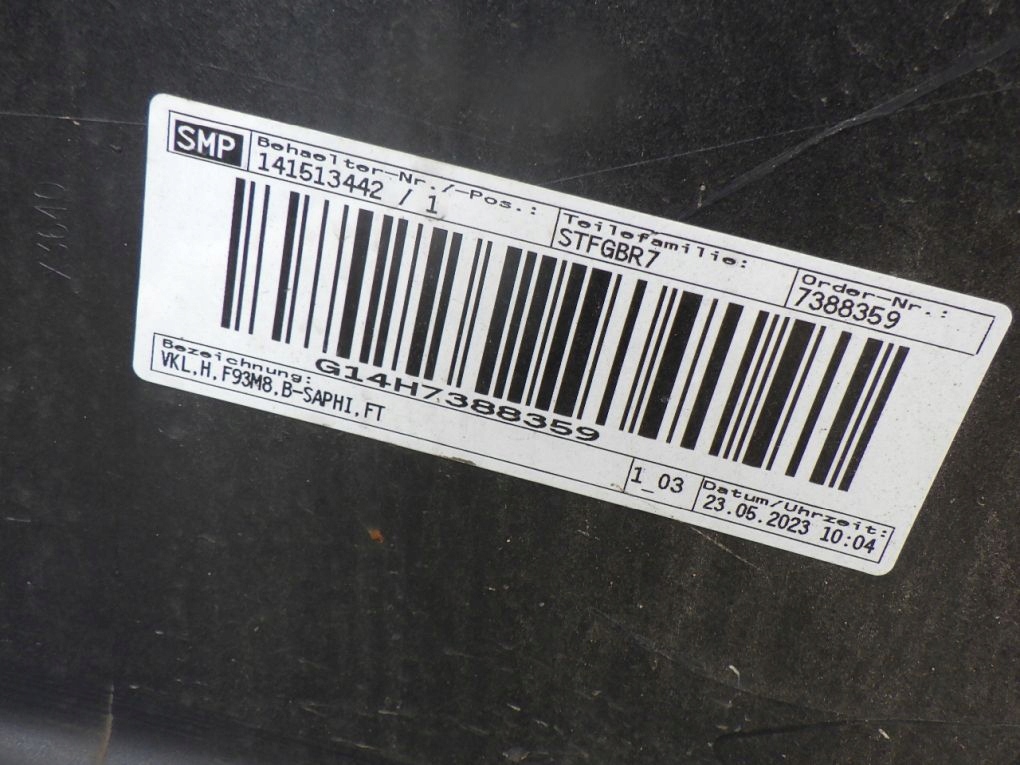 SMP
Behaelter-Nr./-Pos.:
141513442 / 1
Teilefamilie:
STFGBR7
Order-Nr.:
7388359
G14H7388359
Bezeichnung:
VKL,H,F93M8,B-SAPHI,FT
1_03
Datum/Uhrzeit:
23.05.2023 10:04